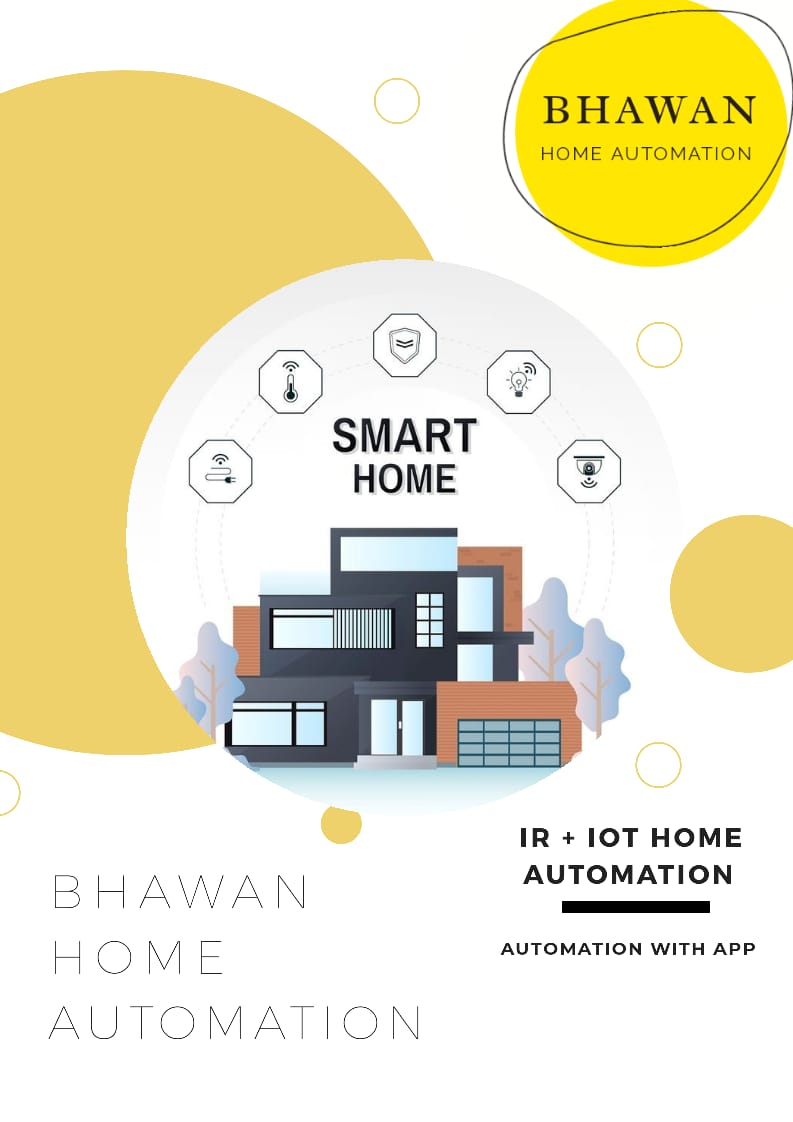 BHAWAN
HOME AUTOMATION
SMART
HOME
IR + IOT HOME
AUTOMATION
AUTOMATION WITH APP
BHAWAN
HOME
AUTOMATION